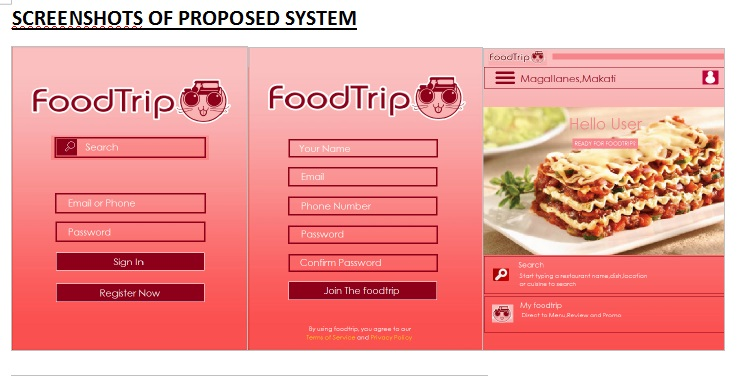 SCREENSHOTS OF PROPOSED SYSTEM
FoodTrip
Search
Email or Phone
Password
Sign In
Register Now
FoodTrip
Your Name
Email
Phone Number
Password
Confirm Password
Join The foodtrip
By using foodtrip, you agree to our
Terms of Service and Privacy Policy
FoodTrip
Magallanes,Makati
Hello User
READY FOR FOODTRIP?
Search
Start typing a restaurant name,dish,location
or cuisine to search
My foodtrip
Direct to Menu,Review and Promo